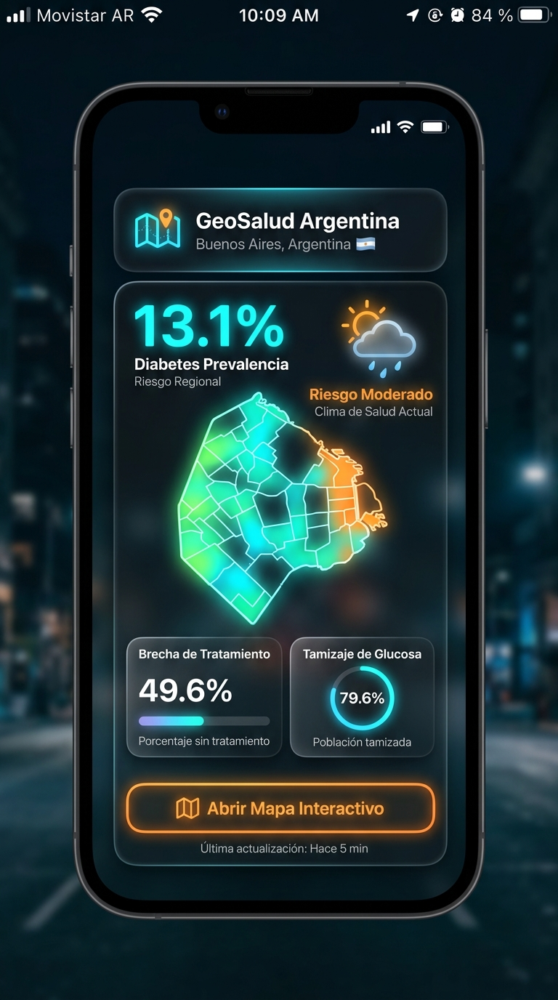 Movistar AR
10:09 AM
84 %
GeoSalud Argentina
Buenos Aires, Argentina 🇦🇷
13.1%
Diabetes Prevalencia
Riesgo Regional
Riesgo Moderado
Clima de Salud Actual
Brecha de Tratamiento
49.6%
Porcentaje sin tratamiento
Tamizaje de Glucosa
79.6%
Población tamizada
Abrir Mapa Interactivo
Última actualización: Hace 5 min